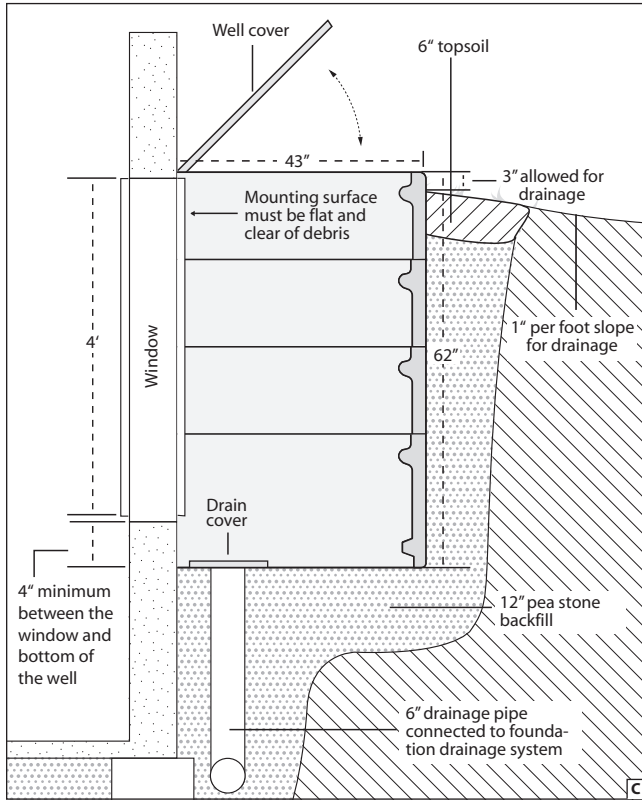 Well cover
6“ topsoil
43”
3” allowed for
drainage
Mounting surface
must be flat and
clear of debris
1“ per foot slope
for drainage
4‘
Window
62”
Drain
cover
4“ minimum
between the
window and
bottom of
the well
12” pea stone
backfill
6” drainage pipe
connected to founda-
tion drainage system
C